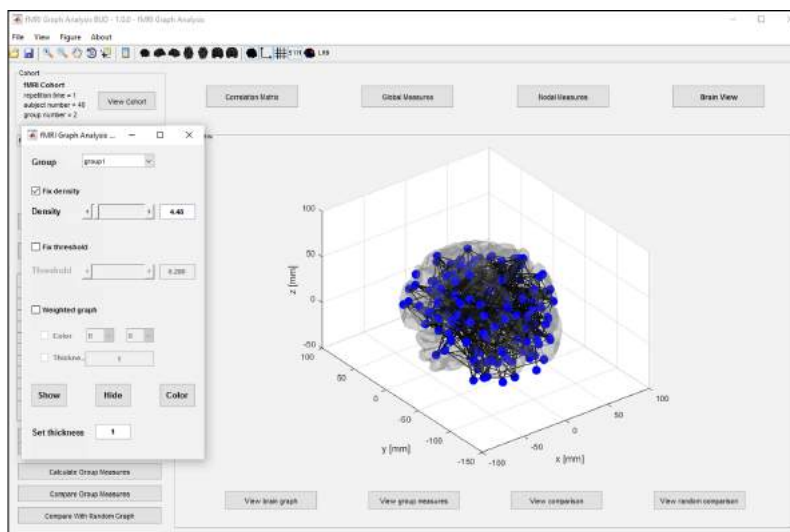 fMRI Graph Analysis BUD - 1.0.0 - fMRI Graph Analysis
File View Figure About
Cohort
fMRI Cohort
repetition time = 1
subject number = 40
group number = 2
View Cohort
Correlation Matrix
Global Measures
Nodal Measures
Brain View
fMRI Graph Analysis ...
Group
group1
Fix density
Density
4.40
Fix threshold
Threshold
0.200
Weighted graph
Color
Thickne..
1
Show
Hide
Color
Set thickness
1
100
50
0
-50
z [mm]
100
50
0
-50
-100
-150
y [mm]
-100
-50
0
50
100
x [mm]
Calculate Group Measures
Compare Group Measures
Compare With Random Graph
View brain graph
View group measures
View comparison
View random comparison